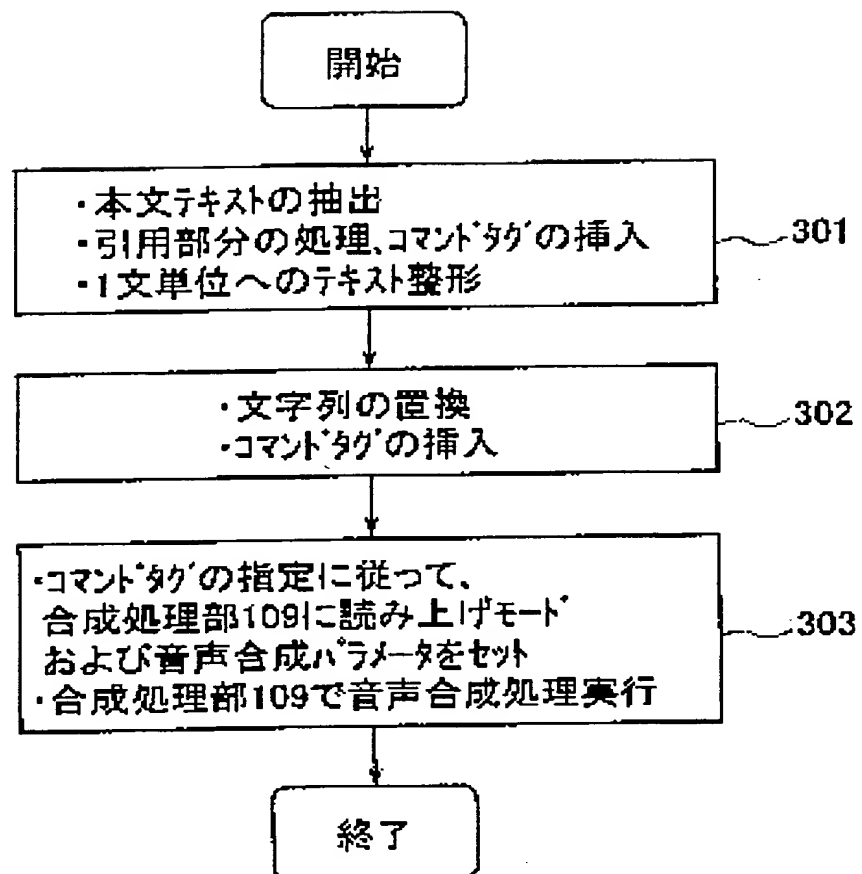 開始
・本文テキストの抽出
・引用部分の処理、コマンドタグの挿入
・1文単位へのテキスト整形
301
・文字列の置換
・コマンドタグの挿入
302
・コマンドタグの指定に従って、
合成処理部109に読み上げモード
および音声合成パラメータをセット
・合成処理部109で音声合成処理実行
303
終了